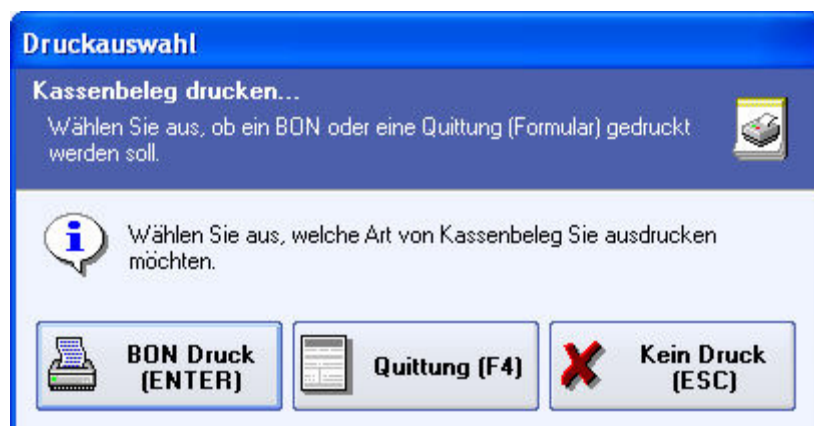 Druckauswahl
Kassenbeleg drucken...
Wählen Sie aus, ob ein BON oder eine Quittung (Formular) gedruckt
werden soll.
Wählen Sie aus, welche Art von Kassenbeleg Sie ausdrucken
möchten.
BON Druck
(ENTER)
Quittung (F4)
Kein Druck
(ESC)